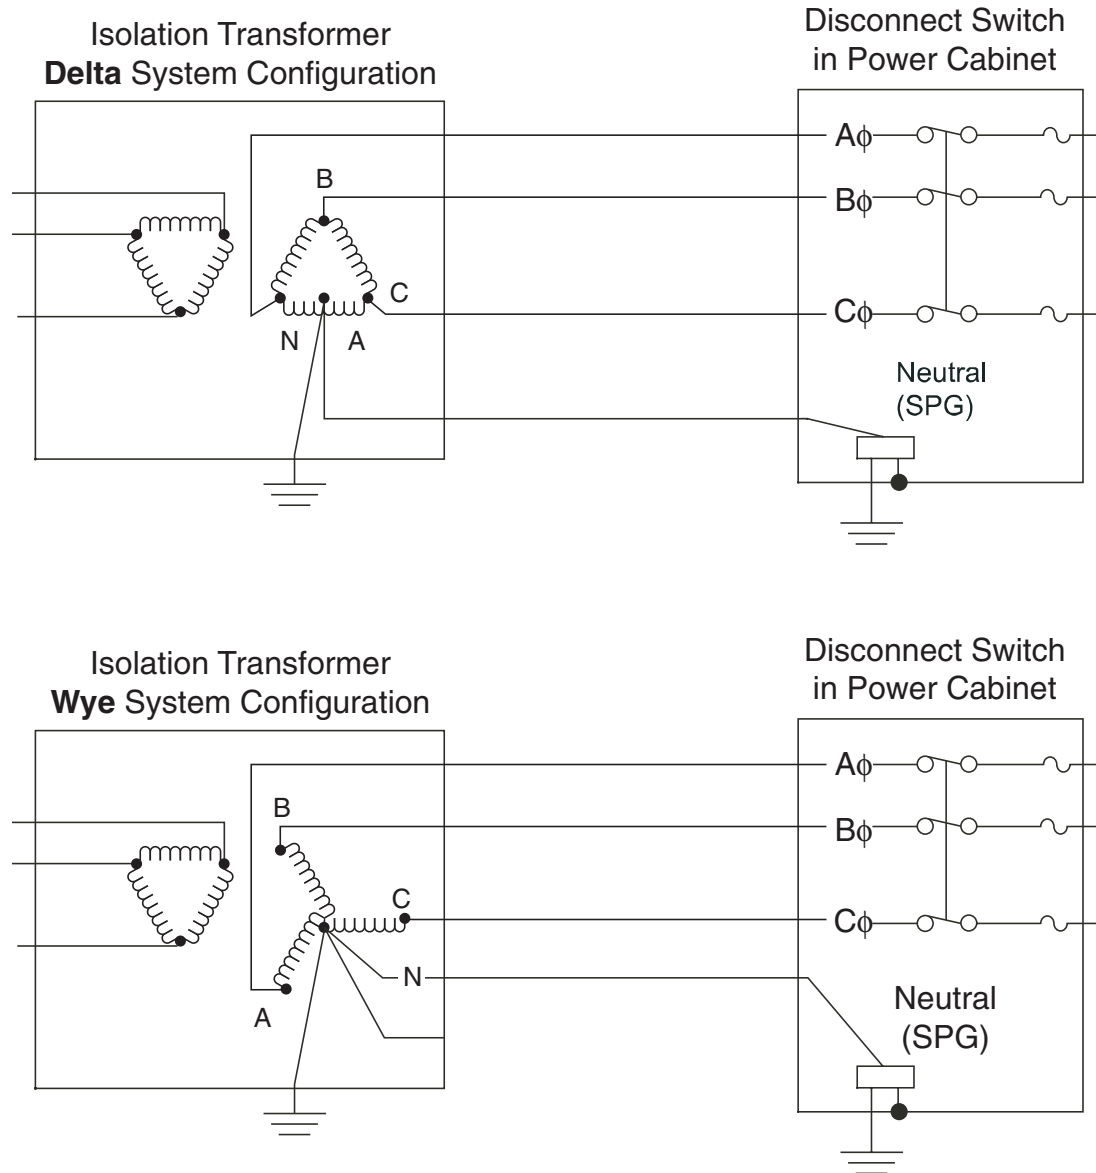 Isolation Transformer
Delta System Configuration
Disconnect Switch
in Power Cabinet
Aϕ
B
Bϕ
C
Cϕ
N
A
Neutral
(SPG)
Isolation Transformer
Wye System Configuration
Disconnect Switch
in Power Cabinet
Aϕ
B
Bϕ
C
Cϕ
N
A
Neutral
(SPG)